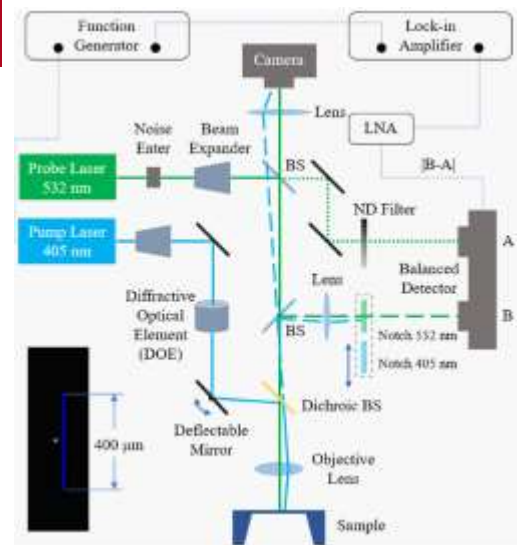 Function
Generator
Lock-in
Amplifier
Camera
Lens
LNA
Noise
Eater
Beam
Expander
BS
|B-A|
Probe Laser
532 nm
ND Filter
A
Pump Laser
405 nm
Balanced
Detector
Lens
Diffractive
Optical
Element
(DOE)
B
BS
Notch 532 nm
Notch 405 nm
Dichroic BS
400 μm
Deflectable
Mirror
Objective
Lens
Sample